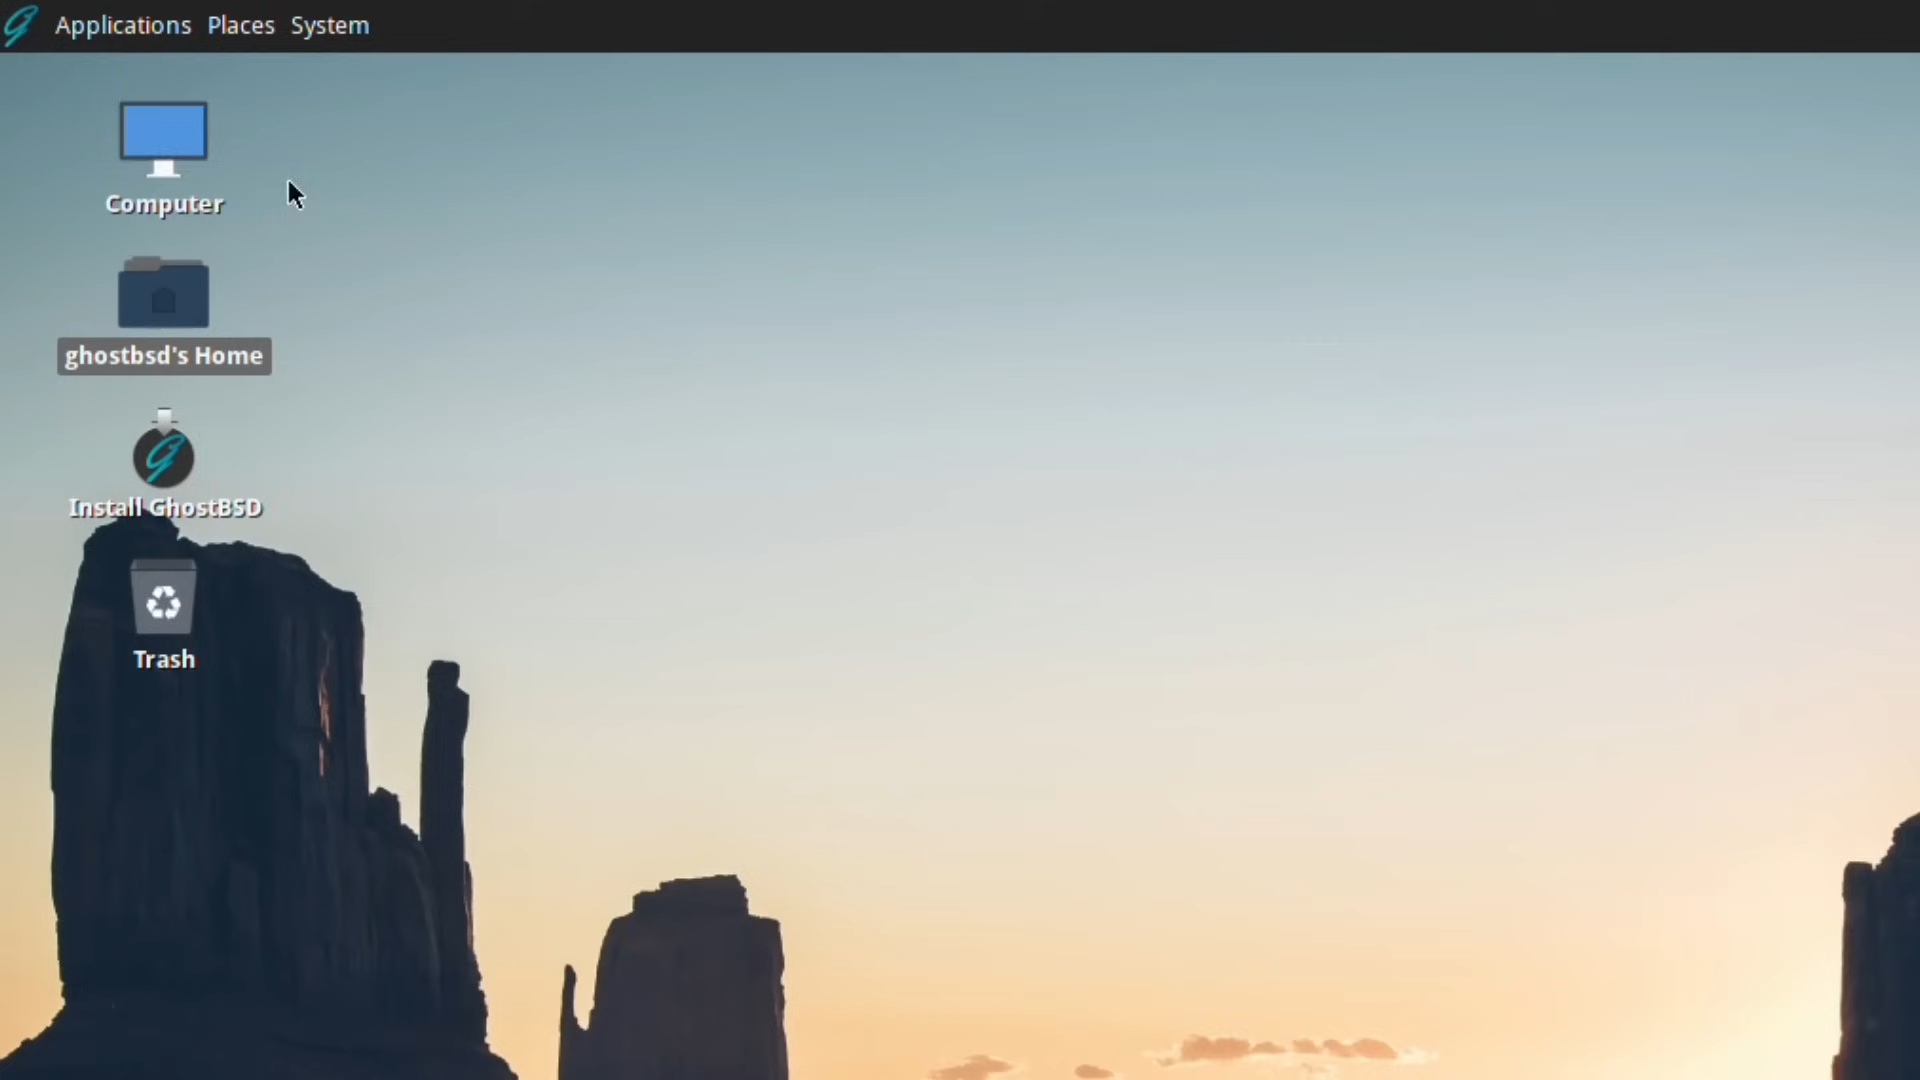 Applications Places System
Computer
ghostbsd's Home
Install GhostBSD
Trash